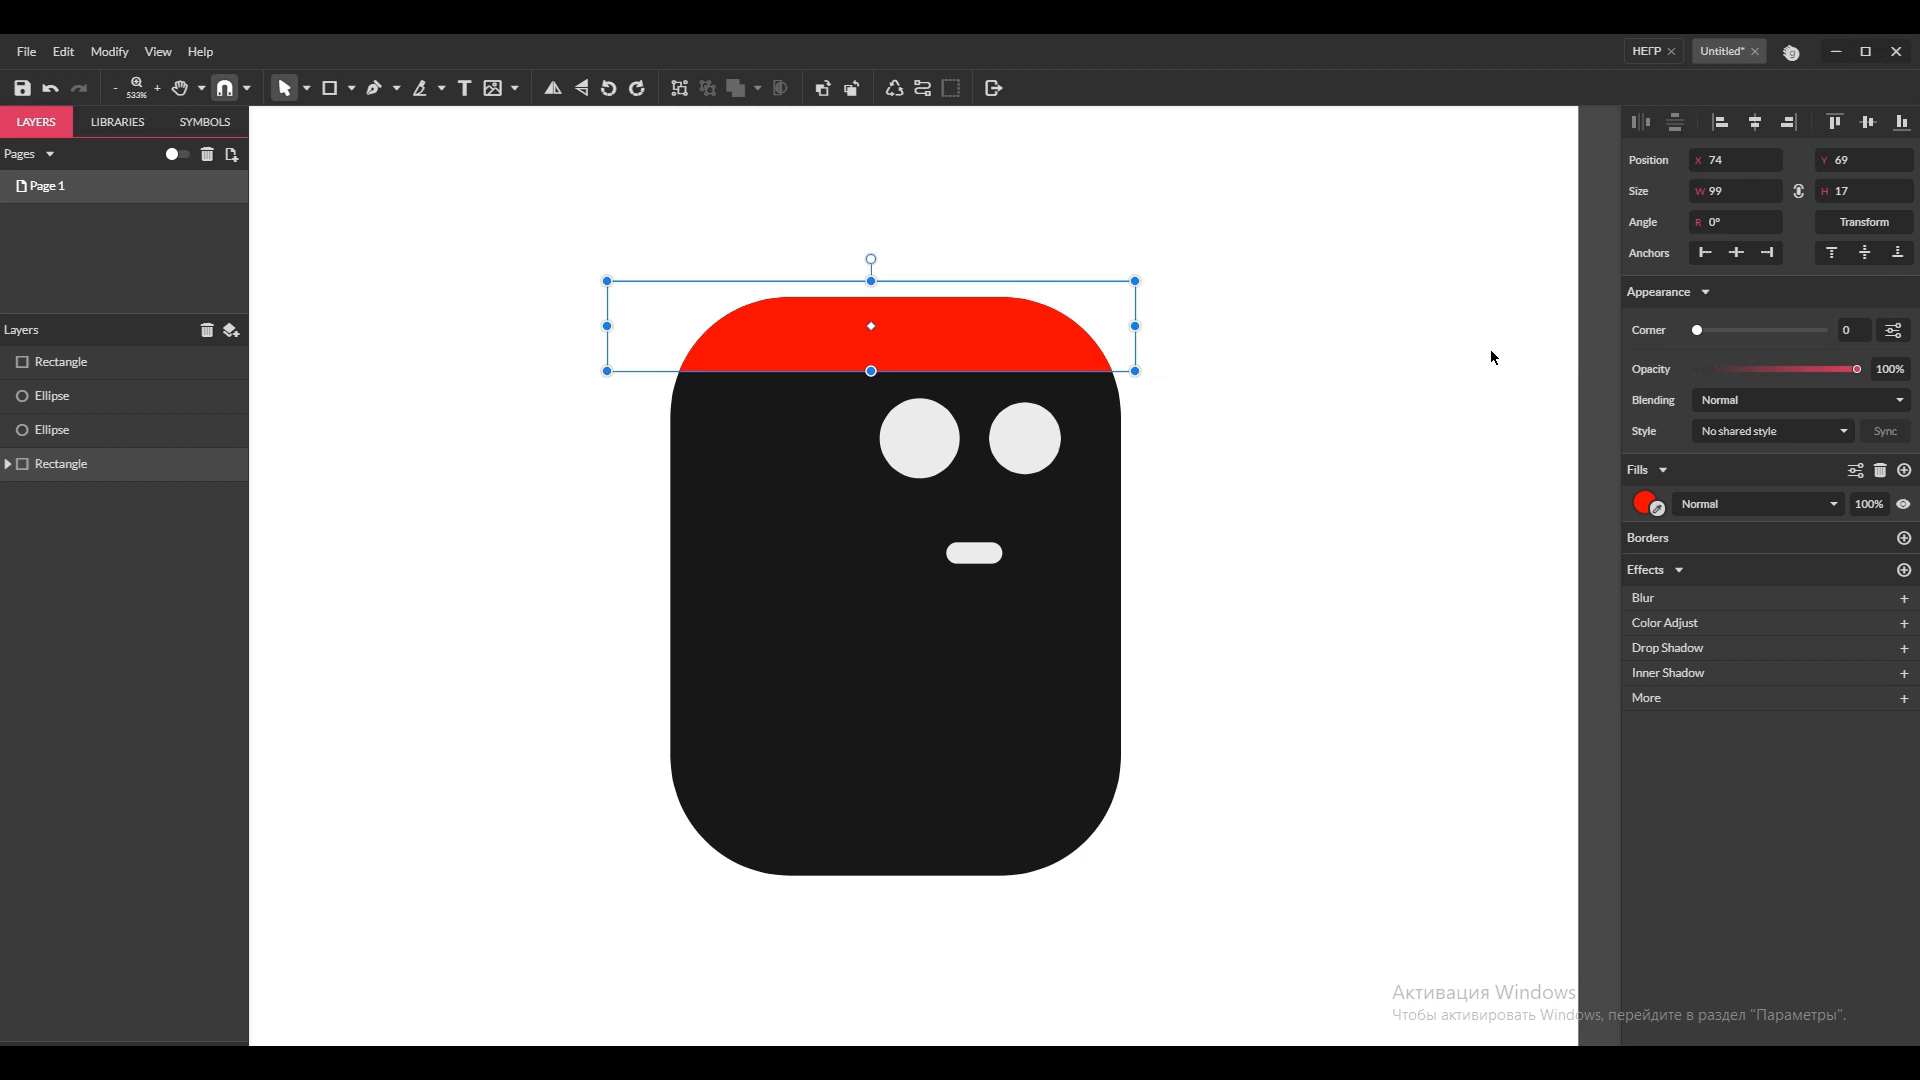 File Edit Modify View Help
НЕГР Untitled*
- 533% +
LAYERS LIBRARIES SYMBOLS
Pages
Page 1
Layers
Rectangle
Ellipse
Ellipse
Rectangle
Position X 74 Y 69
Size W 99 H 17
Angle R 0° Transform
Anchors
Appearance
Corner 0
Opacity 100%
Blending Normal
Style No shared style Sync
Fills
Normal 100%
Borders
Effects
Blur +
Color Adjust +
Drop Shadow +
Inner Shadow +
More +
Активация Windows
Чтобы активировать Windows, перейдите в раздел "Параметры".